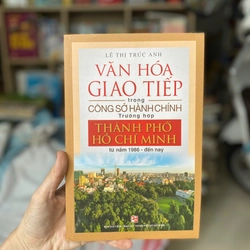 LÊ THỊ TRÚC ANH
VĂN HÓA
GIAO TIẾP
trong
CÔNG SỞ HÀNH CHÍNH
Trường hợp
THÀNH PHỐ
HỒ CHÍ MINH
từ năm 1986 - đến nay